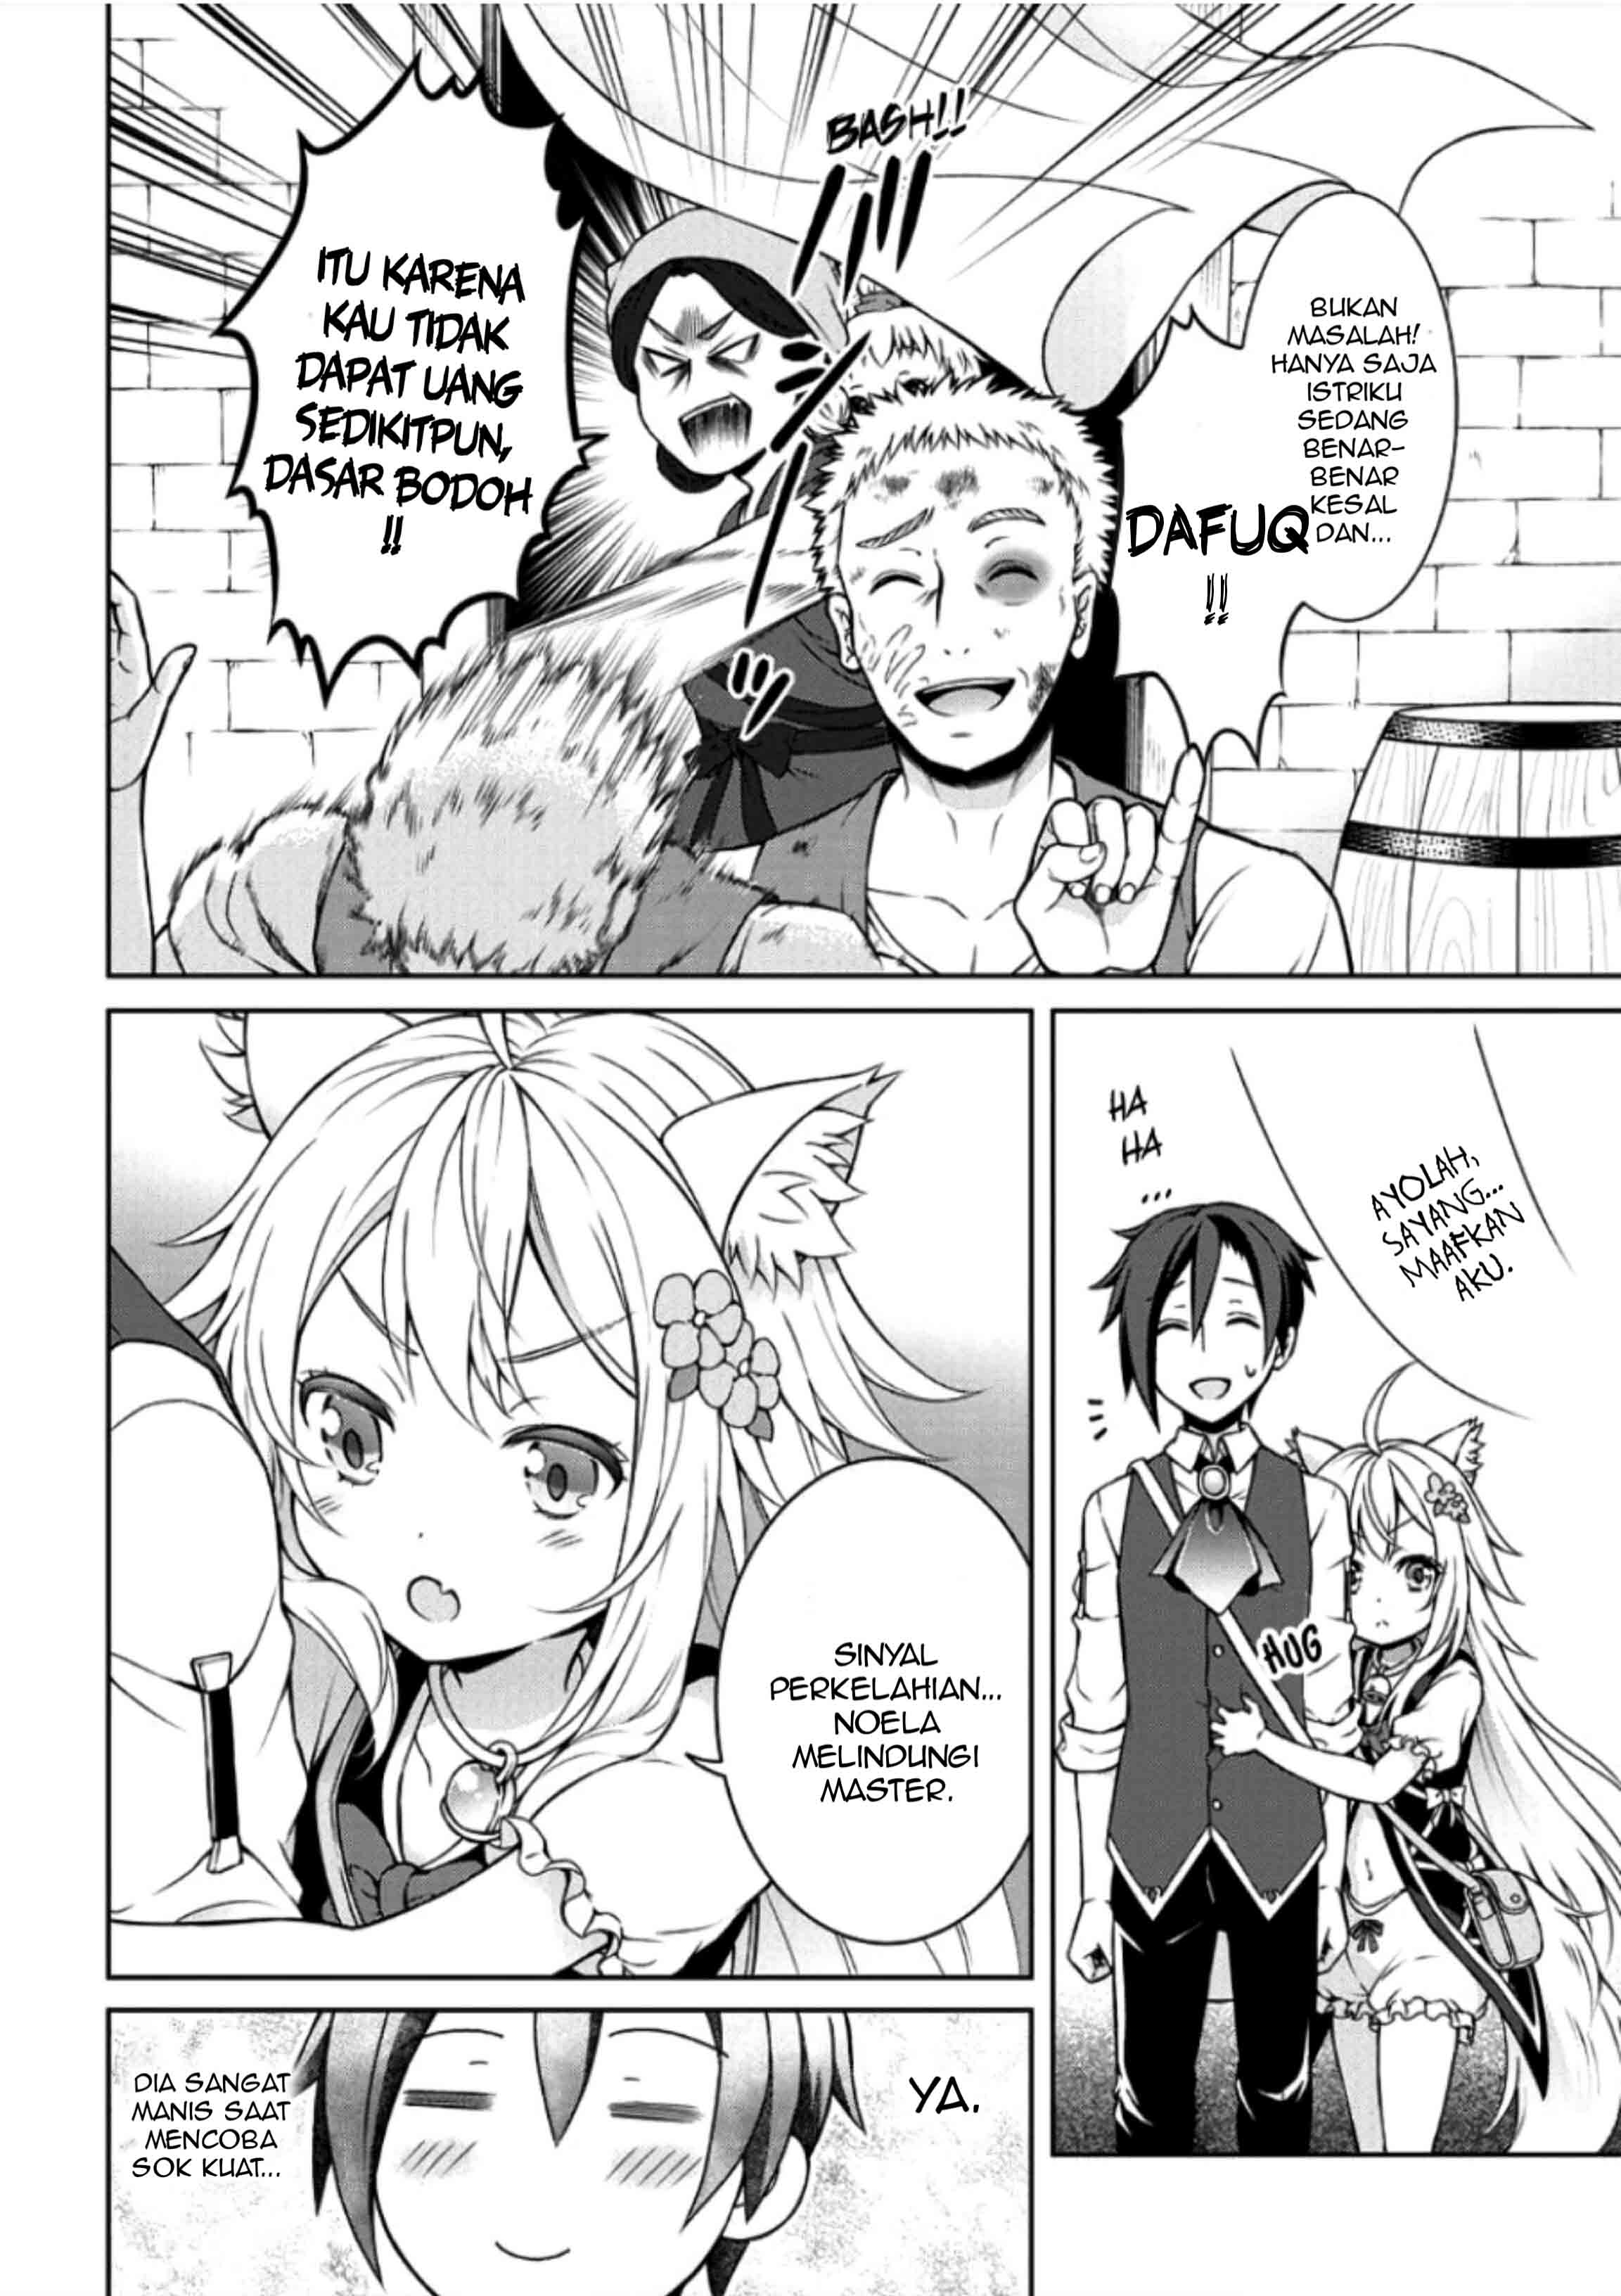 BASH!!
BUKAN
MASALAH!
HANYA SAJA
ISTRIKU
SEDANG
BENAR-
BENAR
KESAL
DAN...
DAFUQ
!!
ITU KARENA
KAU TIDAK
DAPAT UANG
SEDIKITPUN,
DASAR BODOH
!!
ッ
HA
HA
...
AYOLAH,
SAYANG...
MAAFKAN
AKU.
HUG
SINYAL
PERKELAHIAN...
NOELA
MELINDUNGI
MASTER.
YA.
DIA SANGAT
MANIS SAAT
MENCOBA
SOK KUAT...